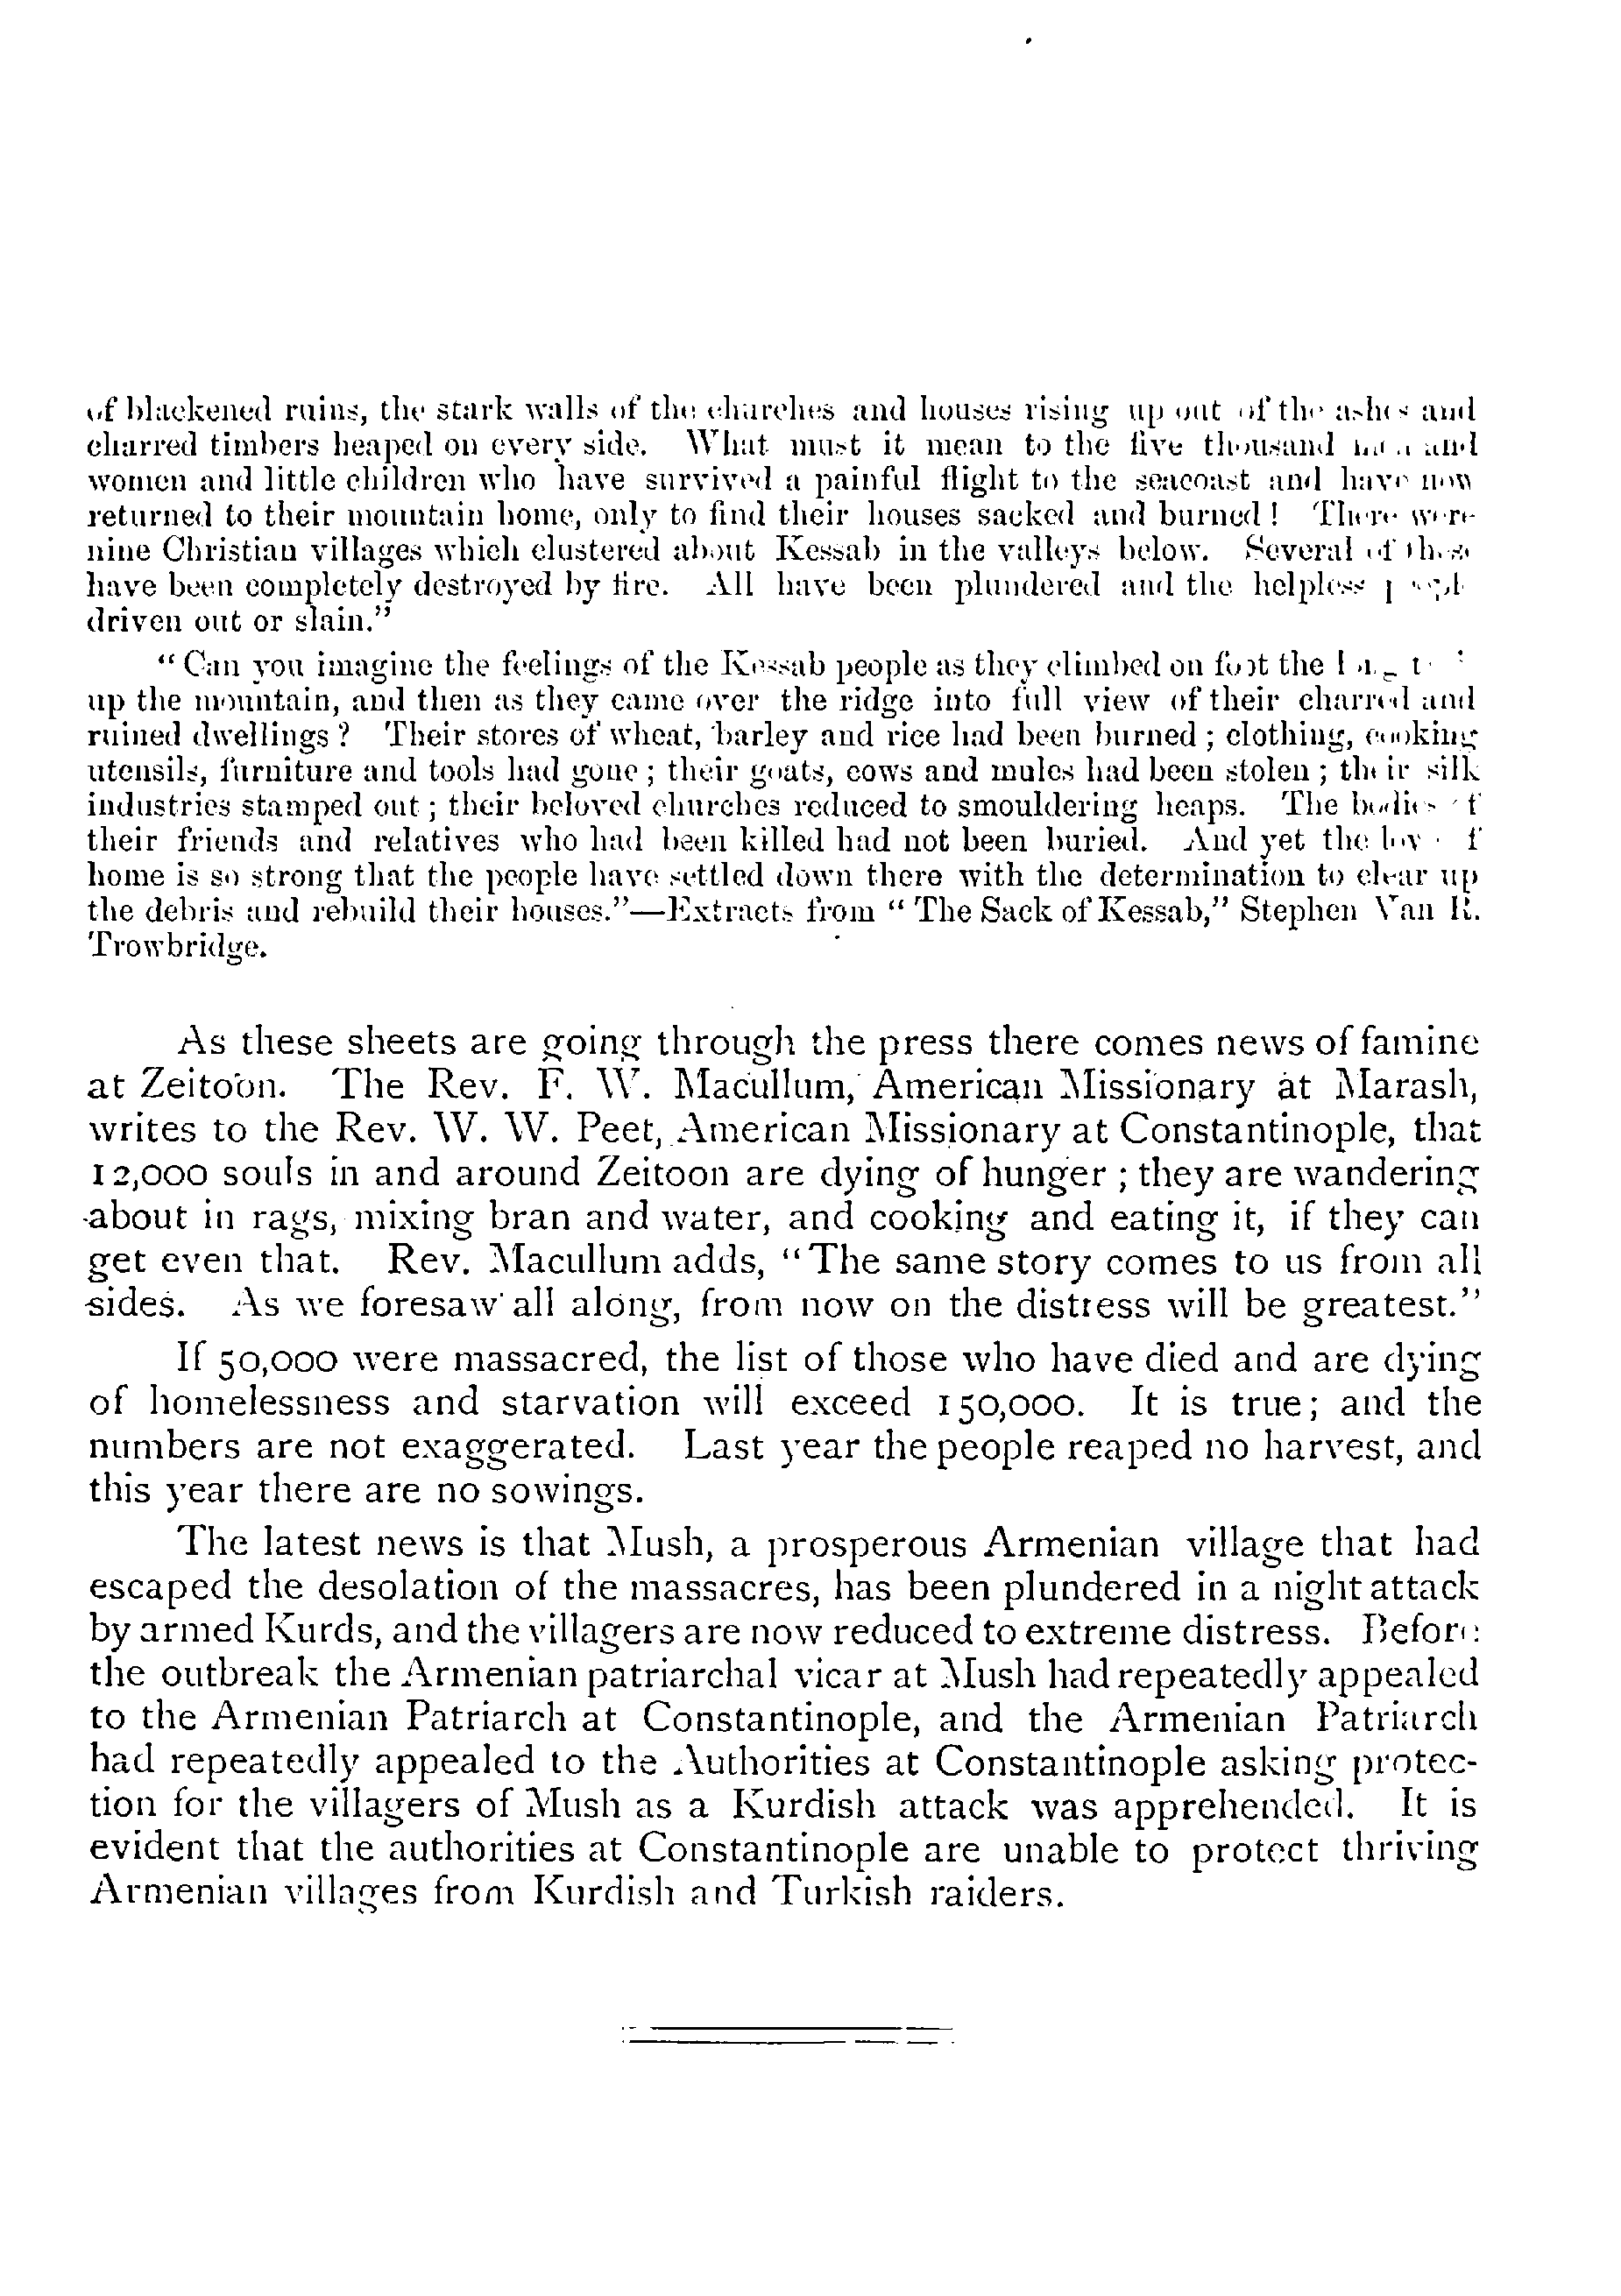 of blackened ruins, the stark walls of the churches and houses rising up out of the ashes and
charred timbers heaped on every side. What must it mean to the five thousand men and
women and little children who have survived a painful flight to the seacoast and have now
returned to their mountain home, only to find their houses sacked and burned! There were
nine Christian villages which clustered about Kessab in the valleys below. Several of these
have been completely destroyed by fire. All have been plundered and the helpless people
driven out or slain."
"Can you imagine the feelings of the Kessab people as they climbed on foot the
up the mountain, and then as they came over the ridge into full view of their charred and
ruined dwellings? Their stores of wheat, barley and rice had been burned; clothing, cooking
utensils, furniture and tools had gone; their goats, cows and mules had been stolen; their silk
industries stamped out; their beloved churches reduced to smouldering heaps. The bodies of
their friends and relatives who had been killed had not been buried. And yet the love of
home is so strong that the people have settled down there with the determination to clear up
the debris and rebuild their houses."—Extracts from "The Sack of Kessab," Stephen Van R.
Trowbridge.
As these sheets are going through the press there comes news of famine
at Zeitoon. The Rev. F. W. Macullum, American Missionary at Marash,
writes to the Rev. W. W. Peet, American Missionary at Constantinople, that
12,000 souls in and around Zeitoon are dying of hunger; they are wandering
about in rags, mixing bran and water, and cooking and eating it, if they can
get even that. Rev. Macullum adds, "The same story comes to us from all
sides. As we foresaw all along, from now on the distress will be greatest."
If 50,000 were massacred, the list of those who have died and are dying
of homelessness and starvation will exceed 150,000. It is true; and the
numbers are not exaggerated. Last year the people reaped no harvest, and
this year there are no sowings.
The latest news is that Mush, a prosperous Armenian village that had
escaped the desolation of the massacres, has been plundered in a night attack
by armed Kurds, and the villagers are now reduced to extreme distress. Before
the outbreak the Armenian patriarchal vicar at Mush had repeatedly appealed
to the Armenian Patriarch at Constantinople, and the Armenian Patriarch
had repeatedly appealed to the Authorities at Constantinople asking protec-
tion for the villagers of Mush as a Kurdish attack was apprehended. It is
evident that the authorities at Constantinople are unable to protect thriving
Armenian villages from Kurdish and Turkish raiders.